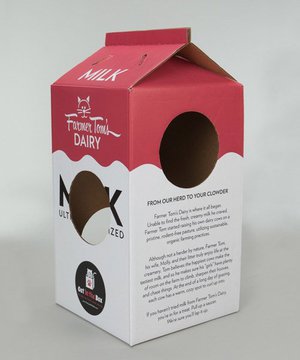 MILK
Farmer Tom's
DAIRY
M LK
ULT IZED
Cat in the Box
FROM OUR HERD TO YOUR CLOWDER
Farmer Tom's Dairy is where it all began.
Unable to find the fresh, creamy milk he craved,
Farmer Tom started raising his own dairy cows on a
pristine, rodent-free pasture, utilizing sustainable,
organic farming practices.
Although not a herder by nature, Farmer Tom,
his wife, Molly, and their litter truly enjoy life at the
creamery. Tom believes the happiest cows make the
tastiest milk, and so he makes sure his "girls" have plenty
of room on the farm to climb, sharpen their hooves
and chase things. At the end of a long day of grazing,
each cow has a warm, cozy spot to curl up into.
If you haven't tried milk from Farmer Tom's Dairy,
you're in for a treat. Pull up a saucer.
We're sure you'll lap it up.